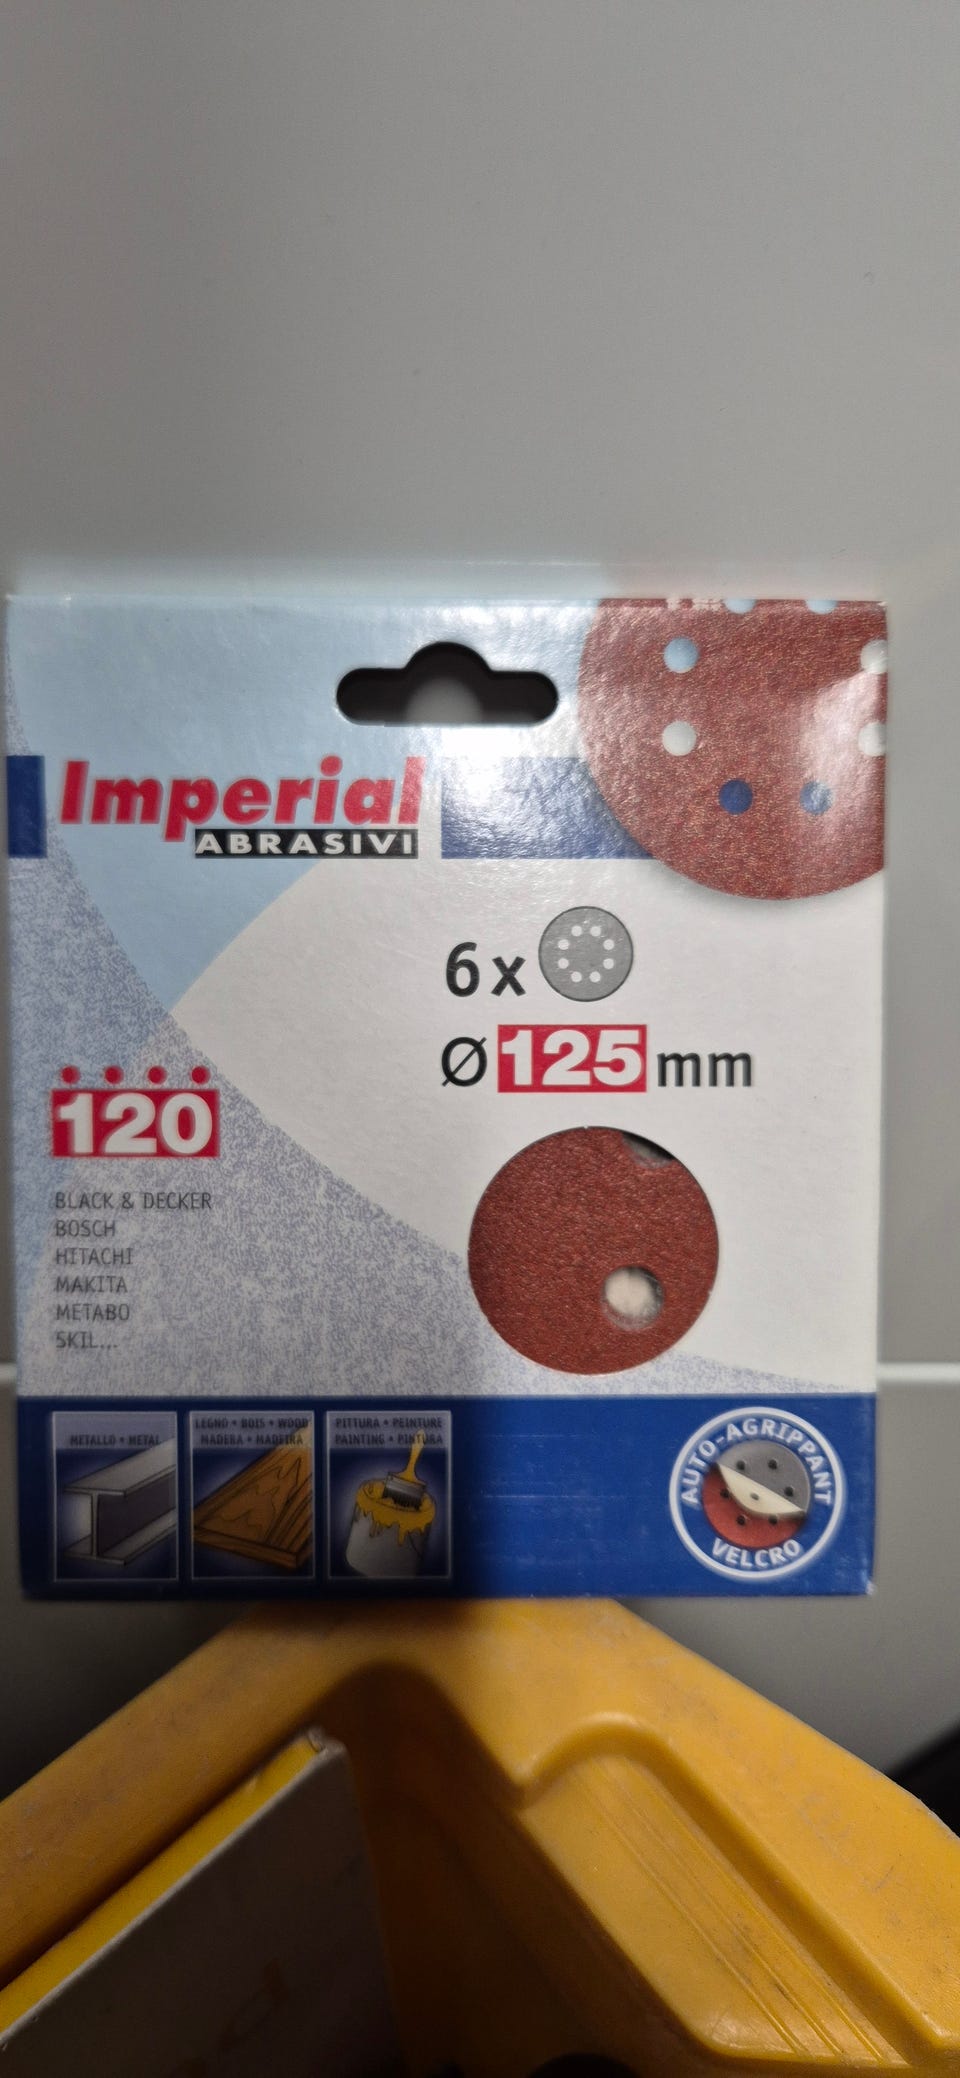 Imperial
ABRASIVI
6 x
Ø 125 mm
120
BLACK & DECKER
BOSCH
HITACHI
MAKITA
METABO
SKIL...
METALLO • METAL
LEGNO • BOIS • WOOD
MADERA • MADEIRA
PITTURA • PEINTURE
PAINTING • PINTURA
AUTO-AGRIPPANT
VELCRO